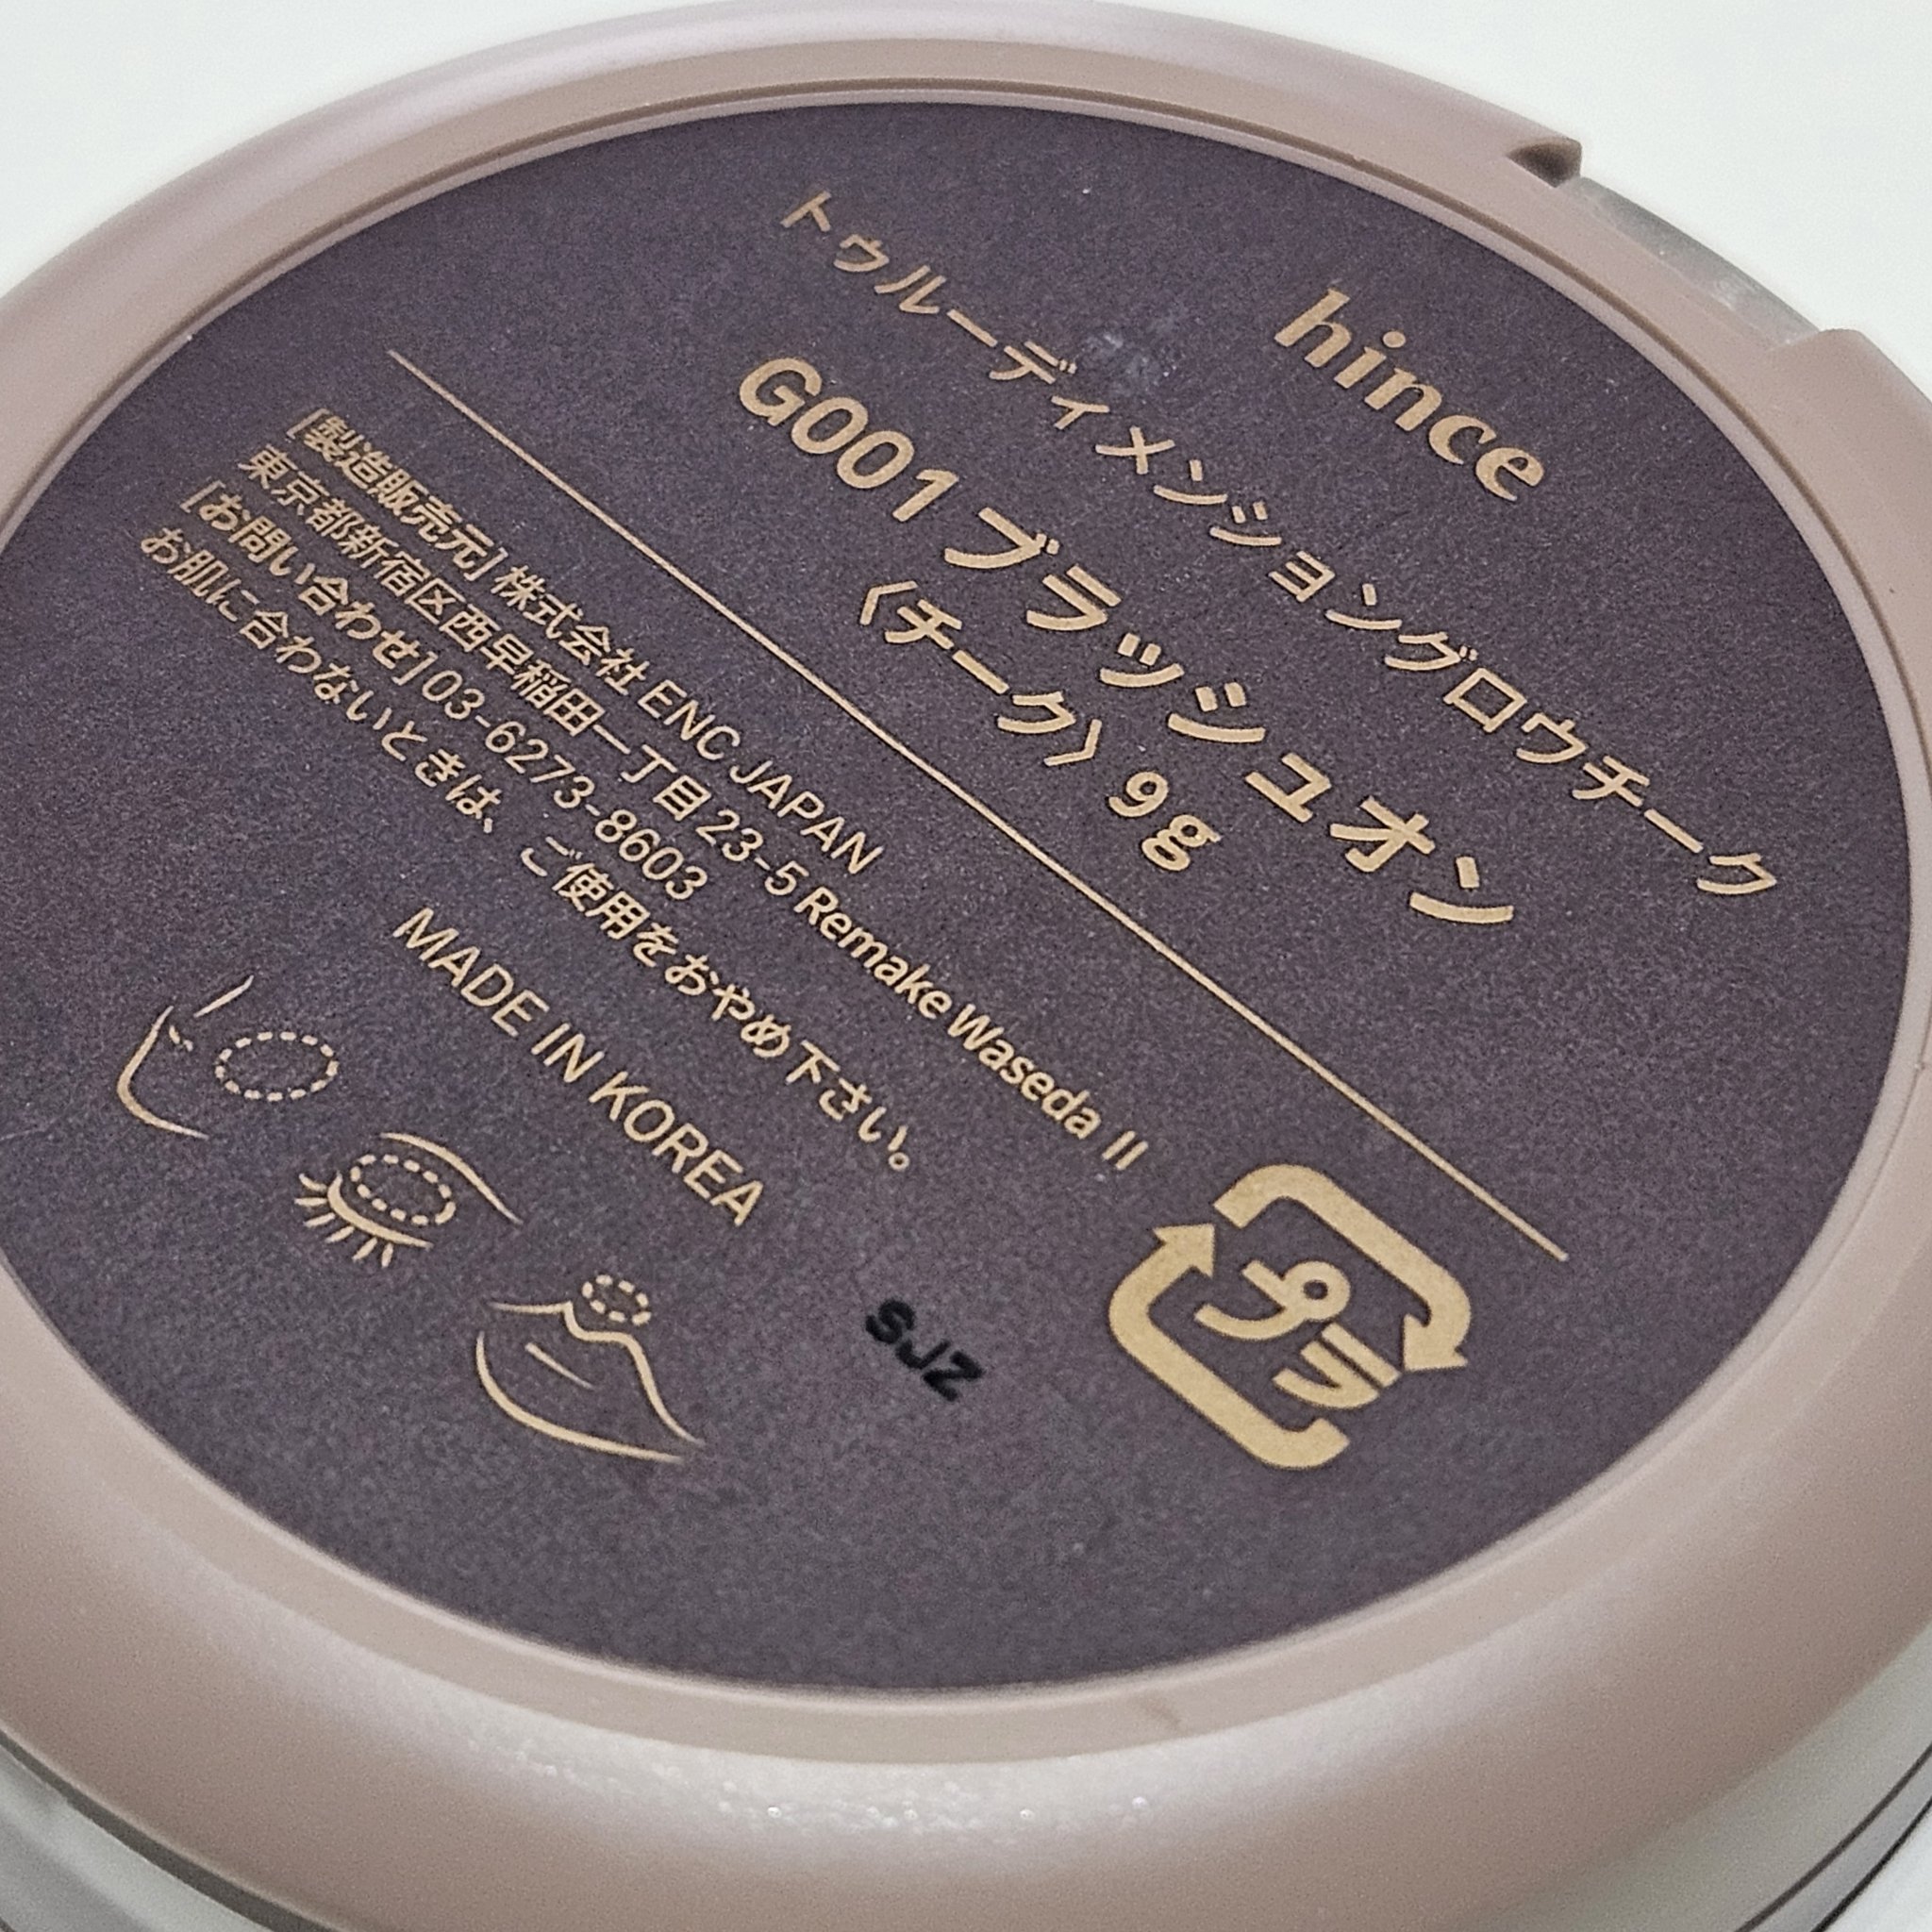 hince
トゥルーディメンショングロウチーク
G001 ブラッシュオン
〈チーク〉 9g
[製造販売元] 株式会社 ENC JAPAN
東京都新宿区西早稲田一丁目23-5 Remake Waseda II
[お問い合わせ] 03-6273-8603
お肌に合わないときは、ご使用をおやめ下さい。
MADE IN KOREA
プラ
SJZ